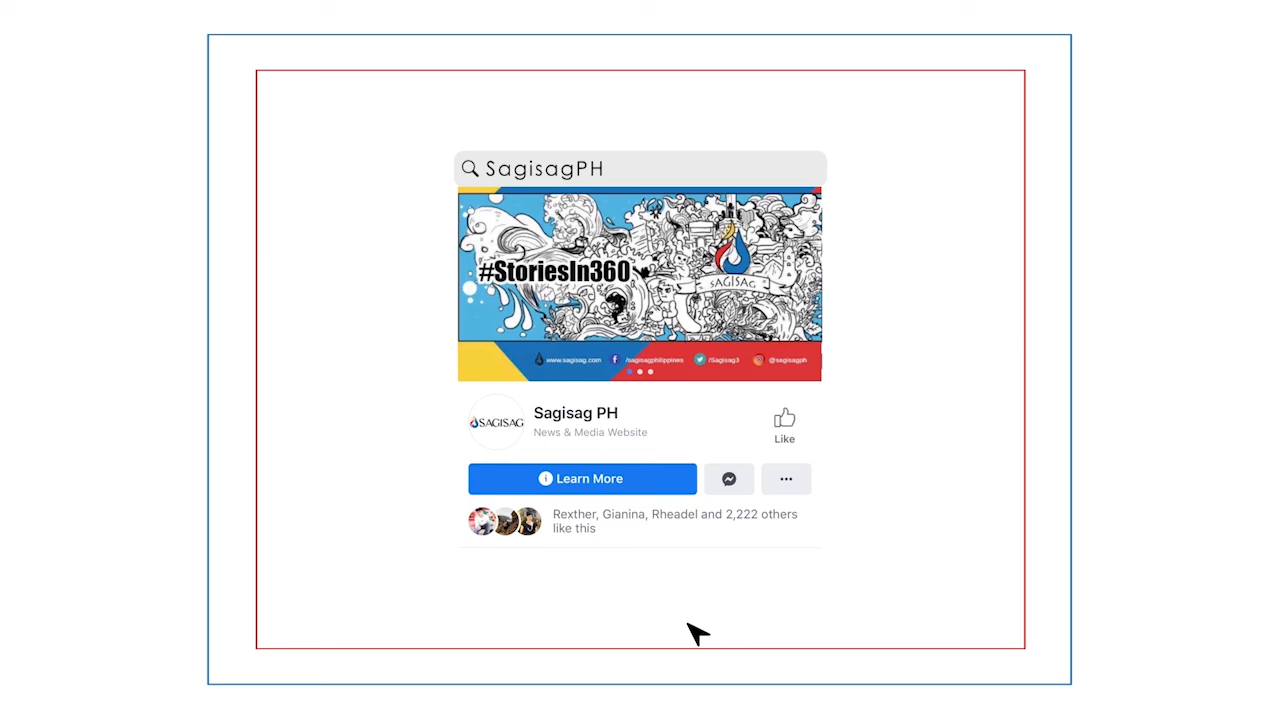 SagisagPH
#StoriesIn360
SAGISAG
www.sagisag.com /sagisagphilippines /Sagisag3 @sagisagph
SAGISAG
Sagisag PH
News & Media Website
Like
Learn More
Rexther, Gianina, Rheadel and 2,222 others
like this